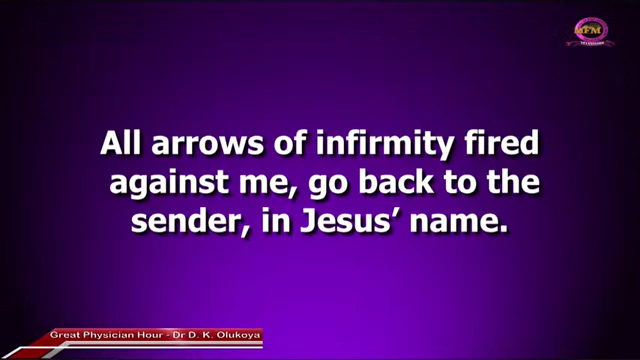 All arrows of infirmity fired
against me, go back to the
sender, in Jesus’ name.
MFM
Great Physician Hour - Dr D. K. Olukoya